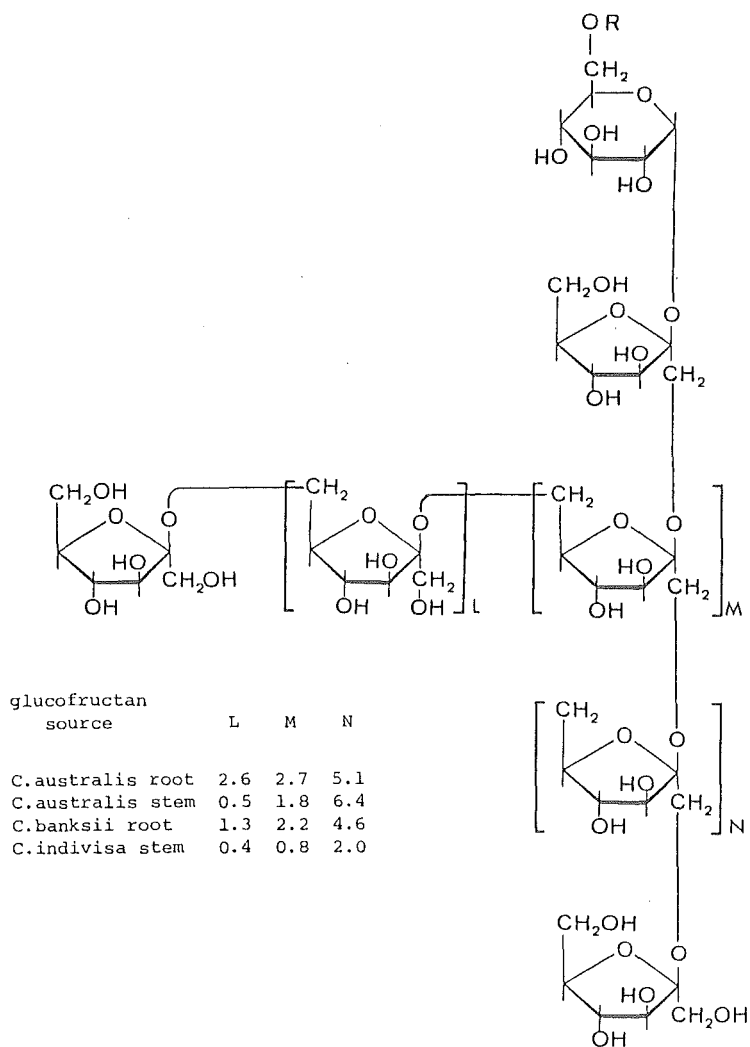 OR
CH₂
O
OH
HO OH
HO
CH₂OH
O O
HO CH₂
OH
CH₂OH CH₂ CH₂
O O O O O O
HO CH₂OH HO CH₂ HO CH₂
OH OH OH L OH M
glucofructan
source L M N
C.australis root 2.6 2.7 5.1
C.australis stem 0.5 1.8 6.4
C.banksii root 1.3 2.2 4.6
C.indivisa stem 0.4 0.8 2.0
CH₂
O O
HO CH₂
OH N
CH₂OH
O O
HO CH₂OH
OH